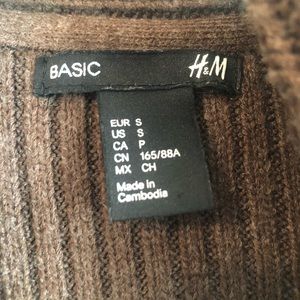 BASIC H&M
EUR S
US S
CA P
CN 165/88A
MX CH
Made in
Cambodia